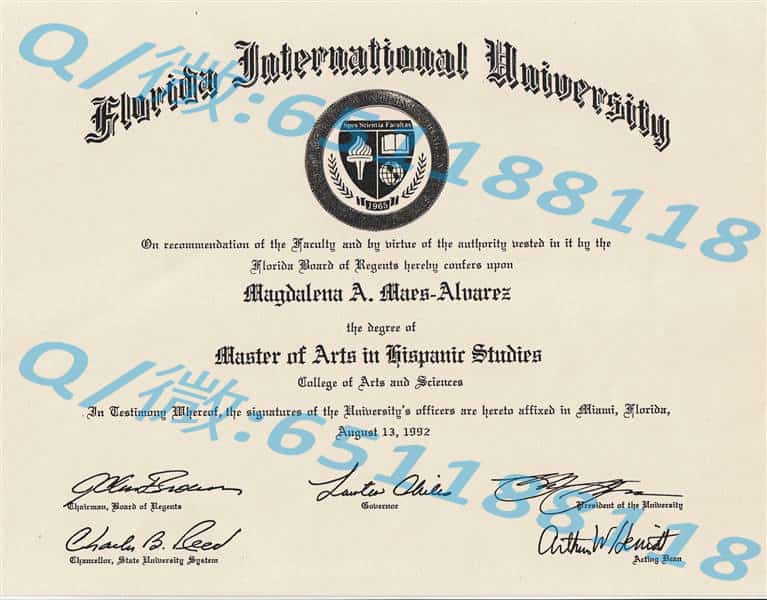 Florida International University
Q/微:651188118
Spes Scientia Facultas
1965
On recommendation of the Faculty and by virtue of the authority vested in it by the
Florida Board of Regents hereby confers upon
Magdalena A. Maes-Alvarez
the degree of
Master of Arts in Hispanic Studies
College of Arts and Sciences
Q/微:651188118
In Testimony Whereof, the signatures of the University's officers are hereto affixed in Miami, Florida,
August 13, 1992
Chairman, Board of Regents
Governor
President of the University
Charles B. Reed
Chancellor, State University System
Acting Dean